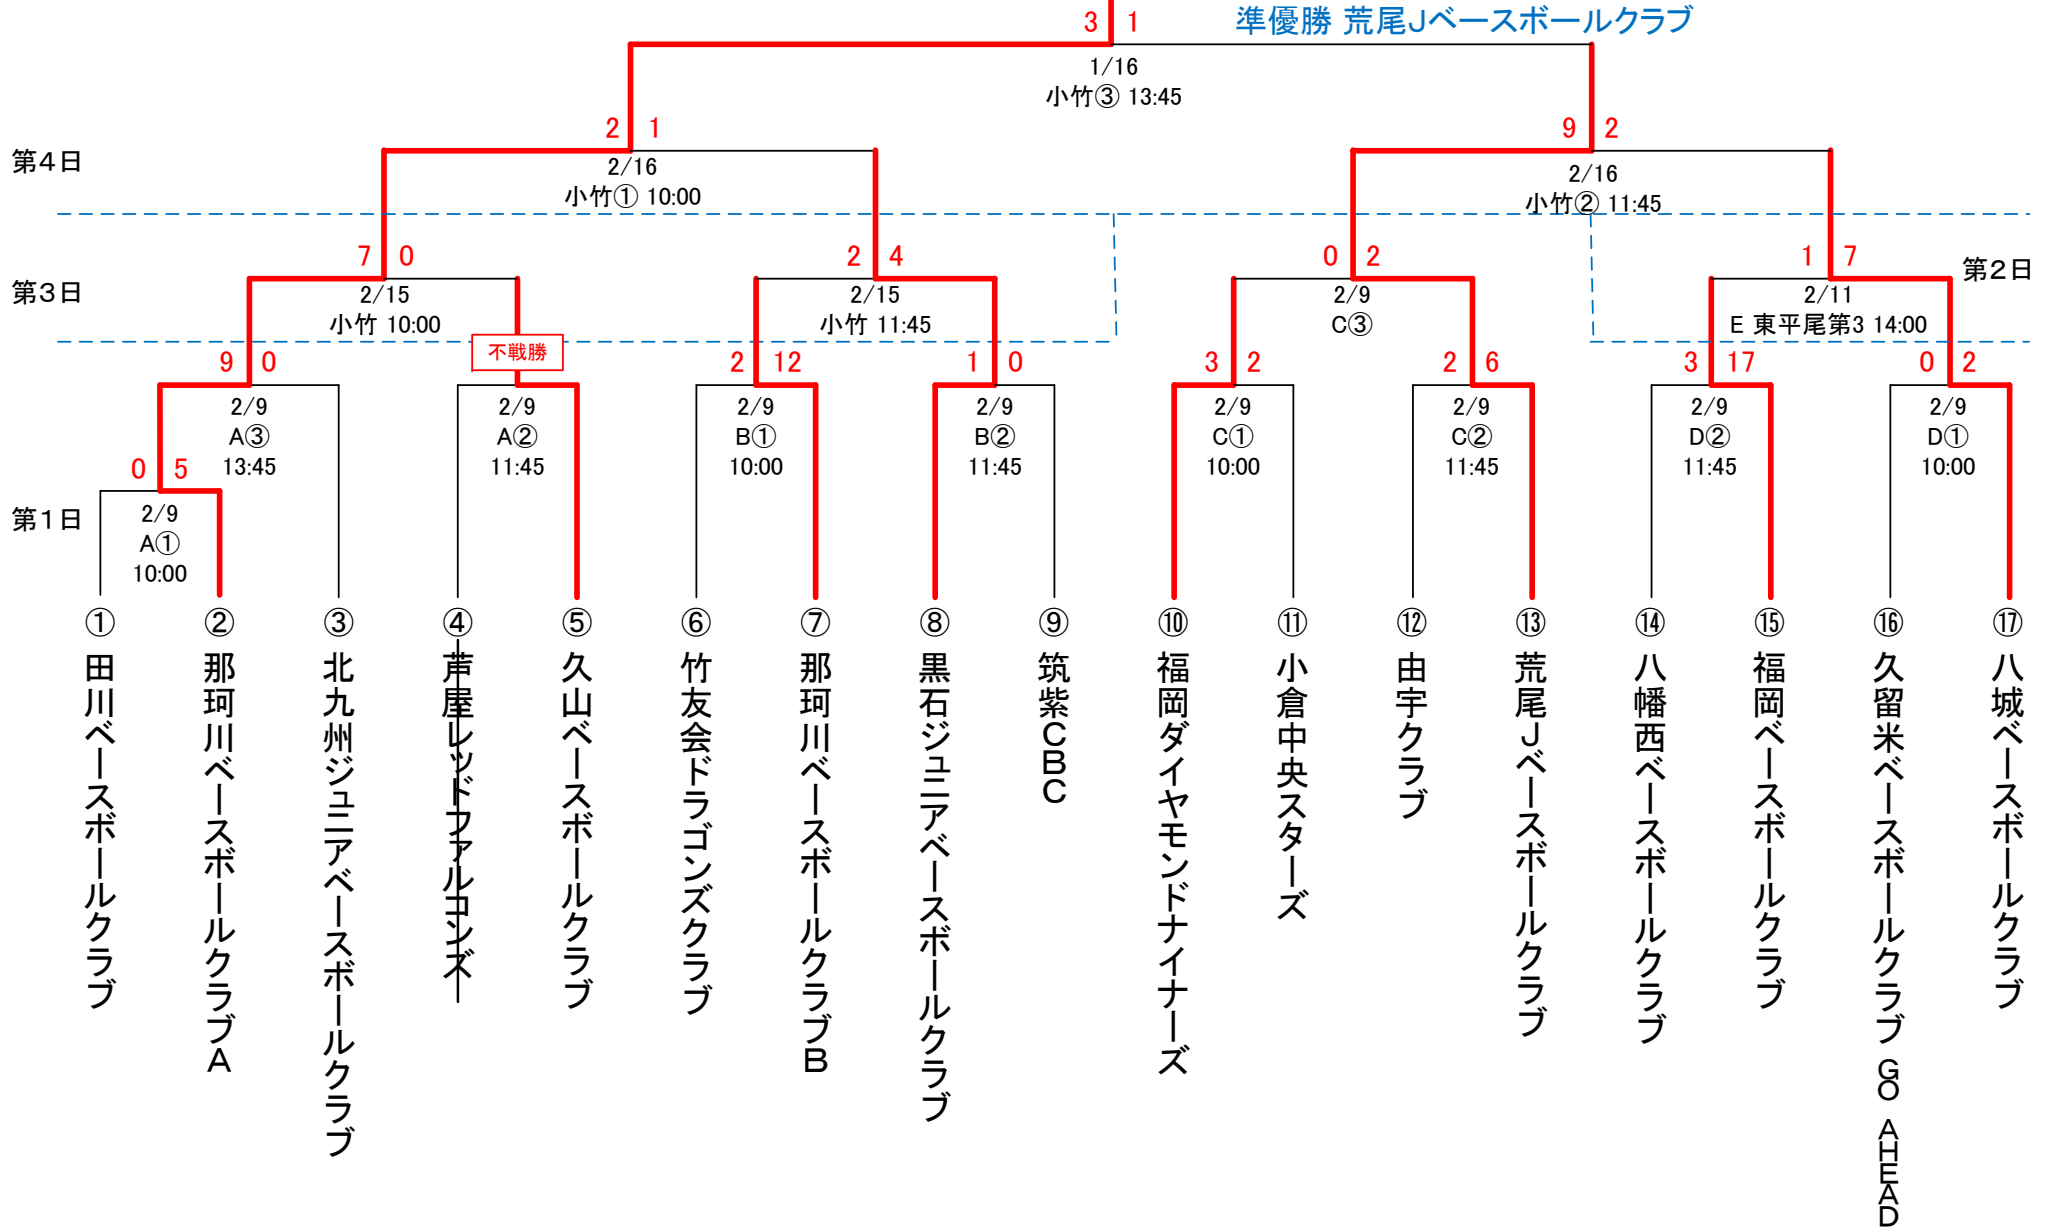 準優勝 荒尾Jベースボールクラブ
3 1
1/16
小竹③ 13:45
2 1
9 2
第4日
2/16
小竹① 10:00
2/16
小竹② 11:45
7 0
2 4
0 2
1 7
第2日
第3日
2/15
小竹 10:00
2/15
小竹 11:45
2/9
C③
2/11
E 東平尾第3 14:00
不戦勝
9 0
2 12
1 0
3 2
2 6
3 17
0 2
2/9
A③
13:45
2/9
A②
11:45
2/9
B①
10:00
2/9
B②
11:45
2/9
C①
10:00
2/9
C②
11:45
2/9
D②
11:45
2/9
D①
10:00
0 5
第1日
2/9
A①
10:00
① 田川ベースボールクラブ
② 那珂川ベースボールクラブA
③ 北九州ジュニアベースボールクラブ
④ 芦屋レッドファルコンズ
⑤ 久山ベースボールクラブ
⑥ 竹友会ドラゴンズクラブ
⑦ 那珂川ベースボールクラブB
⑧ 黒石ジュニアベースボールクラブ
⑨ 筑紫CBC
⑩ 福岡ダイヤモンドナイナーズ
⑪ 小倉中央スターズ
⑫ 由宇クラブ
⑬ 荒尾Jベースボールクラブ
⑭ 八幡西ベースボールクラブ
⑮ 福岡ベースボールクラブ
⑯ 久留米ベースボールクラブ GO AHEAD
⑰ 八城ベースボールクラブ